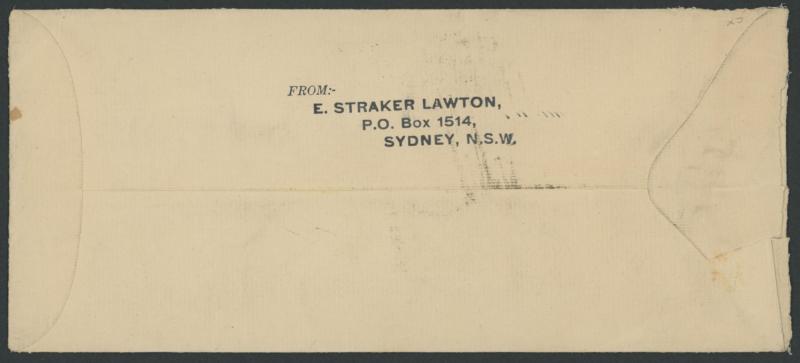 FROM:-
E. STRAKER LAWTON,
P.O. Box 1514,
SYDNEY, N.S.W.